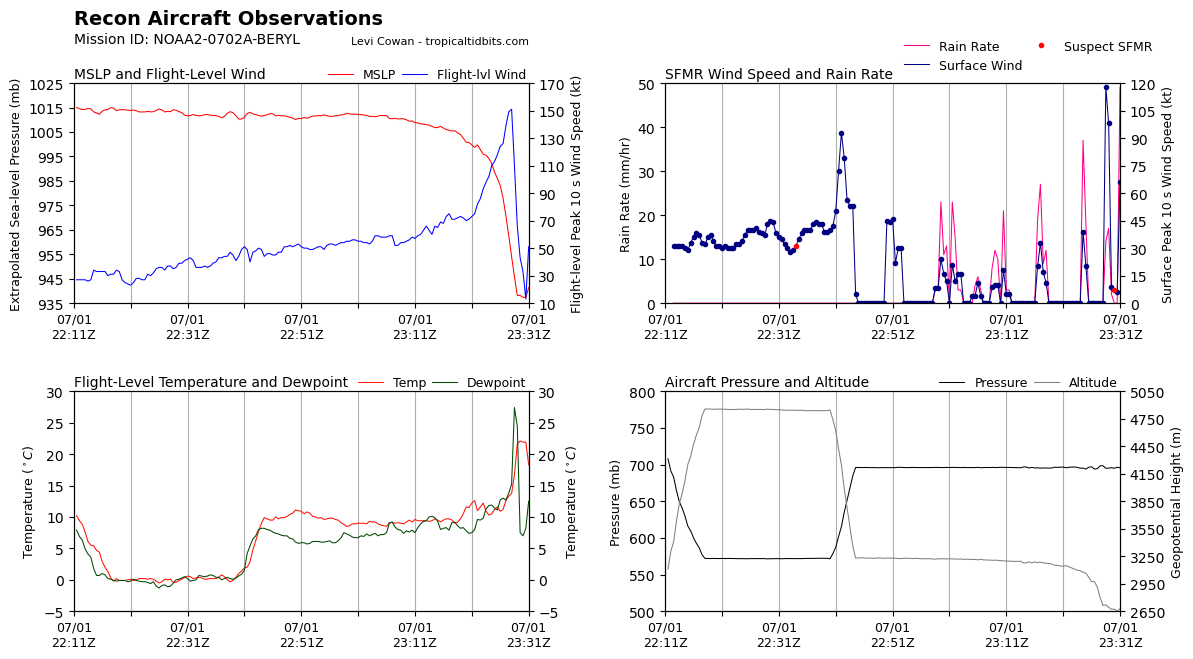 Recon Aircraft Observations
Mission ID: NOAA2-0702A-BERYL
Levi Cowan - tropicaltidbits.com
MSLP and Flight-Level Wind
MSLP
Flight-lvl Wind
Extrapolated Sea-level Pressure (mb)
1025
1015
1005
995
985
975
965
955
945
935
170
150
130
110
90
70
50
30
10
Flight-level Peak 10 s Wind Speed (kt)
07/01 07/01 07/01 07/01 07/01
22:11Z 22:31Z 22:51Z 23:11Z 23:31Z
Rain Rate
Suspect SFMR
Surface Wind
SFMR Wind Speed and Rain Rate
Rain Rate (mm/hr)
50
40
30
20
10
0
120
105
90
75
60
45
30
15
0
Surface Peak 10 s Wind Speed (kt)
07/01 07/01 07/01 07/01 07/01
22:11Z 22:31Z 22:51Z 23:11Z 23:31Z
Flight-Level Temperature and Dewpoint
Temp
Dewpoint
Temperature (∘C)
30
25
20
15
10
5
0
−5
30
25
20
15
10
5
0
−5
Temperature (∘C)
07/01 07/01 07/01 07/01 07/01
22:11Z 22:31Z 22:51Z 23:11Z 23:31Z
Aircraft Pressure and Altitude
Pressure
Altitude
Pressure (mb)
800
750
700
650
600
550
500
5050
4750
4450
4150
3850
3550
3250
2950
2650
Geopotential Height (m)
07/01 07/01 07/01 07/01 07/01
22:11Z 22:31Z 22:51Z 23:11Z 23:31Z